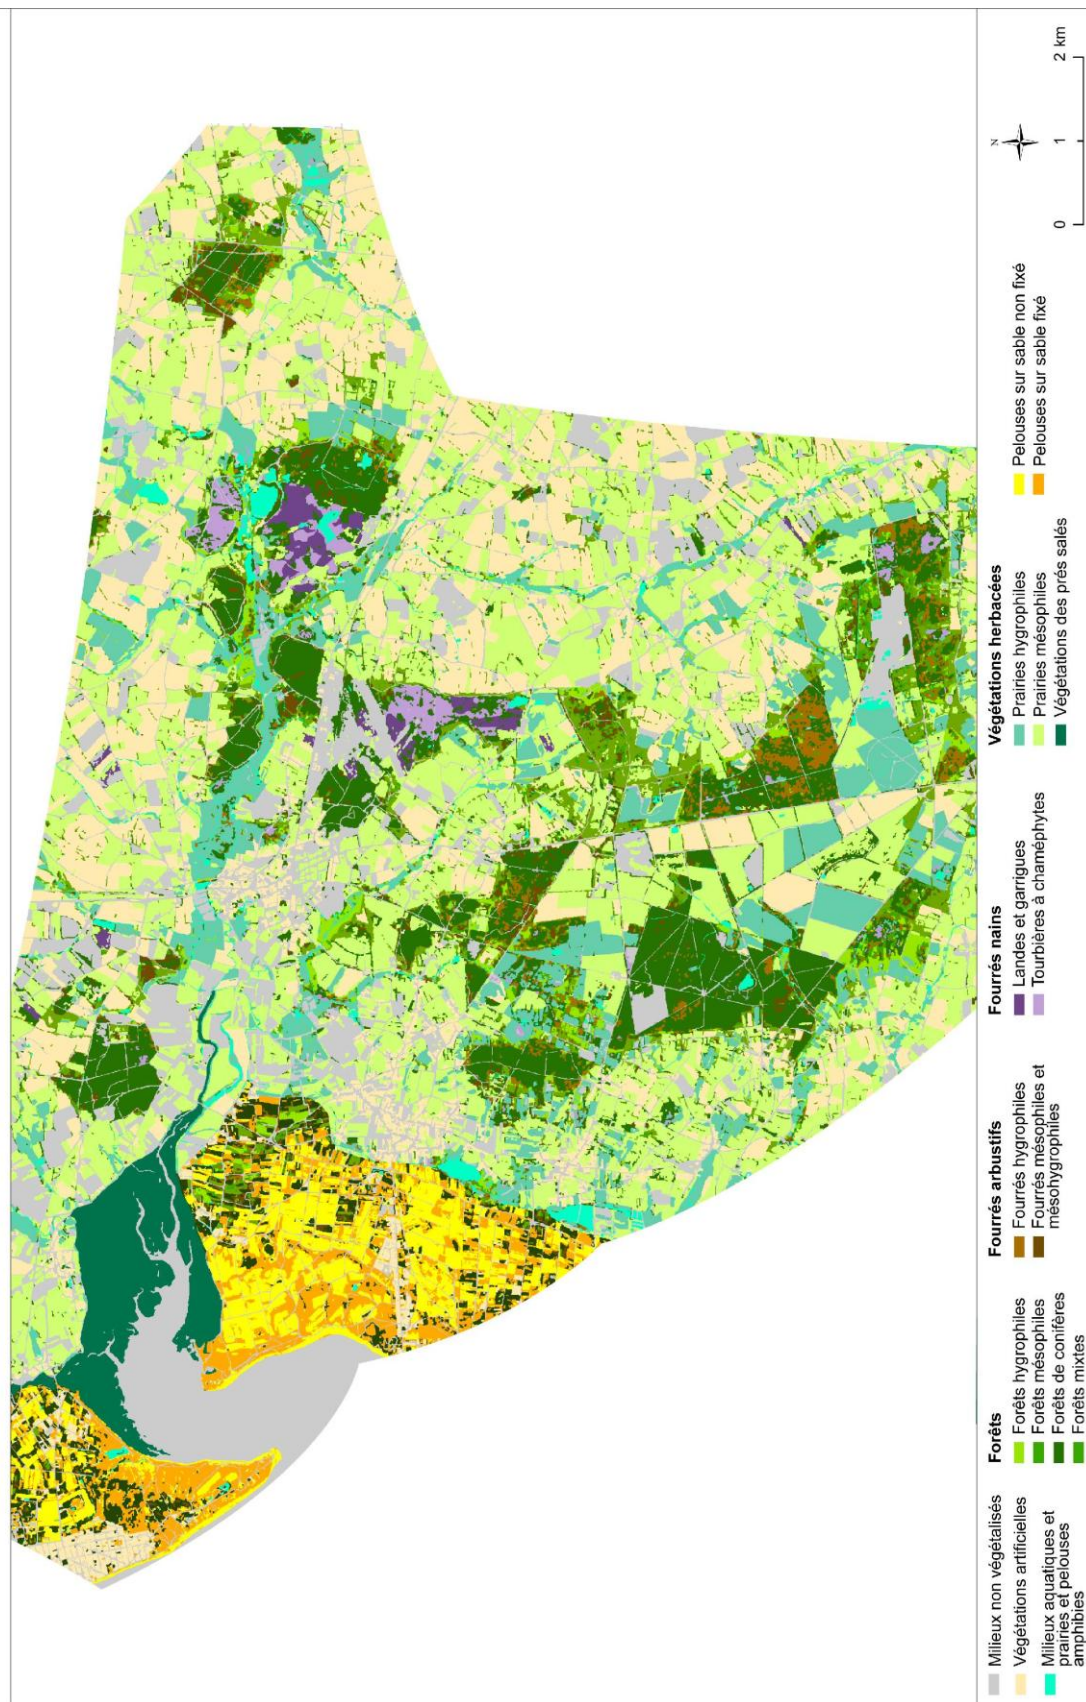 Milieux non végétalisés
Végétations artificielles
Milieux aquatiques et
prairies et pelouses
amphibies
Forêts
Forêts hygrophiles
Forêts mésophiles
Forêts de conifères
Forêts mixtes
Fourrés arbustifs
Fourrés hygrophiles
Fourrés mésophiles et
mésohygrophiles
Fourrés nains
Landes et garrigues
Tourbières à chaméphytes
Végétations herbacées
Prairies hygrophiles
Prairies mésophiles
Végétations des prés salés
Pelouses sur sable non fixé
Pelouses sur sable fixé
N
0 1 2 km